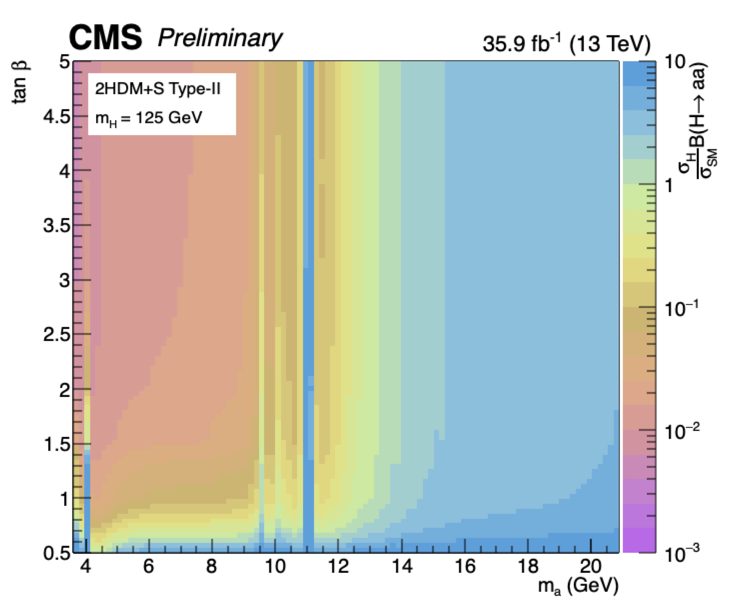 CMS Preliminary
35.9 fb⁻¹ (13 TeV)
tan β
2HDM+S Type-II
m_H = 125 GeV
5
4.5
4
3.5
3
2.5
2
1.5
1
0.5
4 6 8 10 12 14 16 18 20
m_a (GeV)
10
1
10⁻¹
10⁻²
10⁻³
σ_H/σ_SM B(H→ aa)